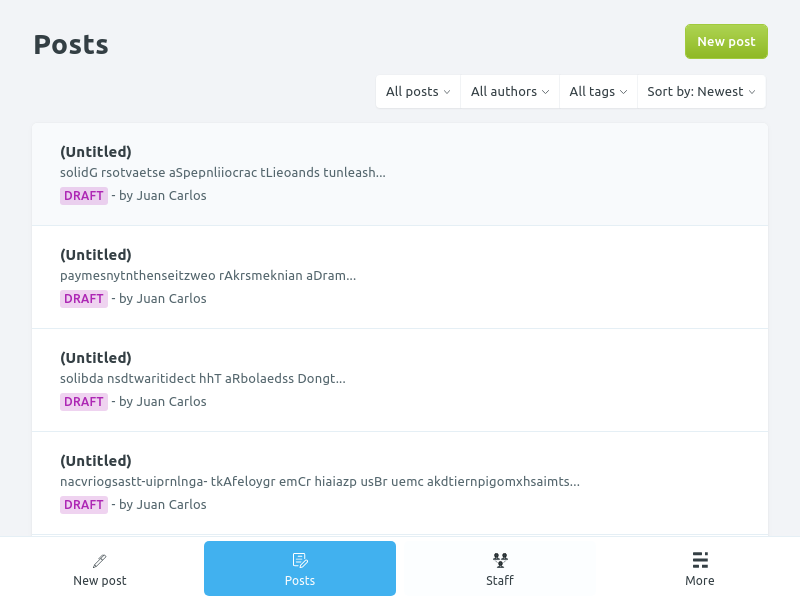 Posts
New post
All posts
All authors
All tags
Sort by: Newest
(Untitled)
solidG rsotvaetse aSpepnliiocrac tLieoands tunleash...
DRAFT - by Juan Carlos
(Untitled)
paymesnytnthenseitzweo rAkrsmeknian aDram...
DRAFT - by Juan Carlos
(Untitled)
solibda nsdtwaritidect hhT aRbolaedss Dongt...
DRAFT - by Juan Carlos
(Untitled)
nacvriogsastt-uiprnlnga- tkAfeloygr emCr hiaiazp usBr uemc akdtiernpigomxhsaimts...
DRAFT - by Juan Carlos
New post
Posts
Staff
More